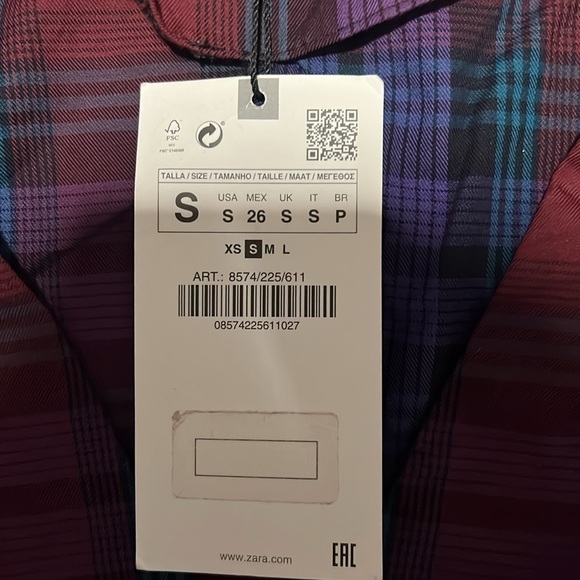 FSC
TALLA / SIZE / TAMANHO / TAILLE / MAAT / ΜΕΓΕΘΟΣ
S USA MEX UK IT BR
S 26 S S P
XS S M L
ART.: 8574/225/611
08574225611027
www.zara.com
EAC